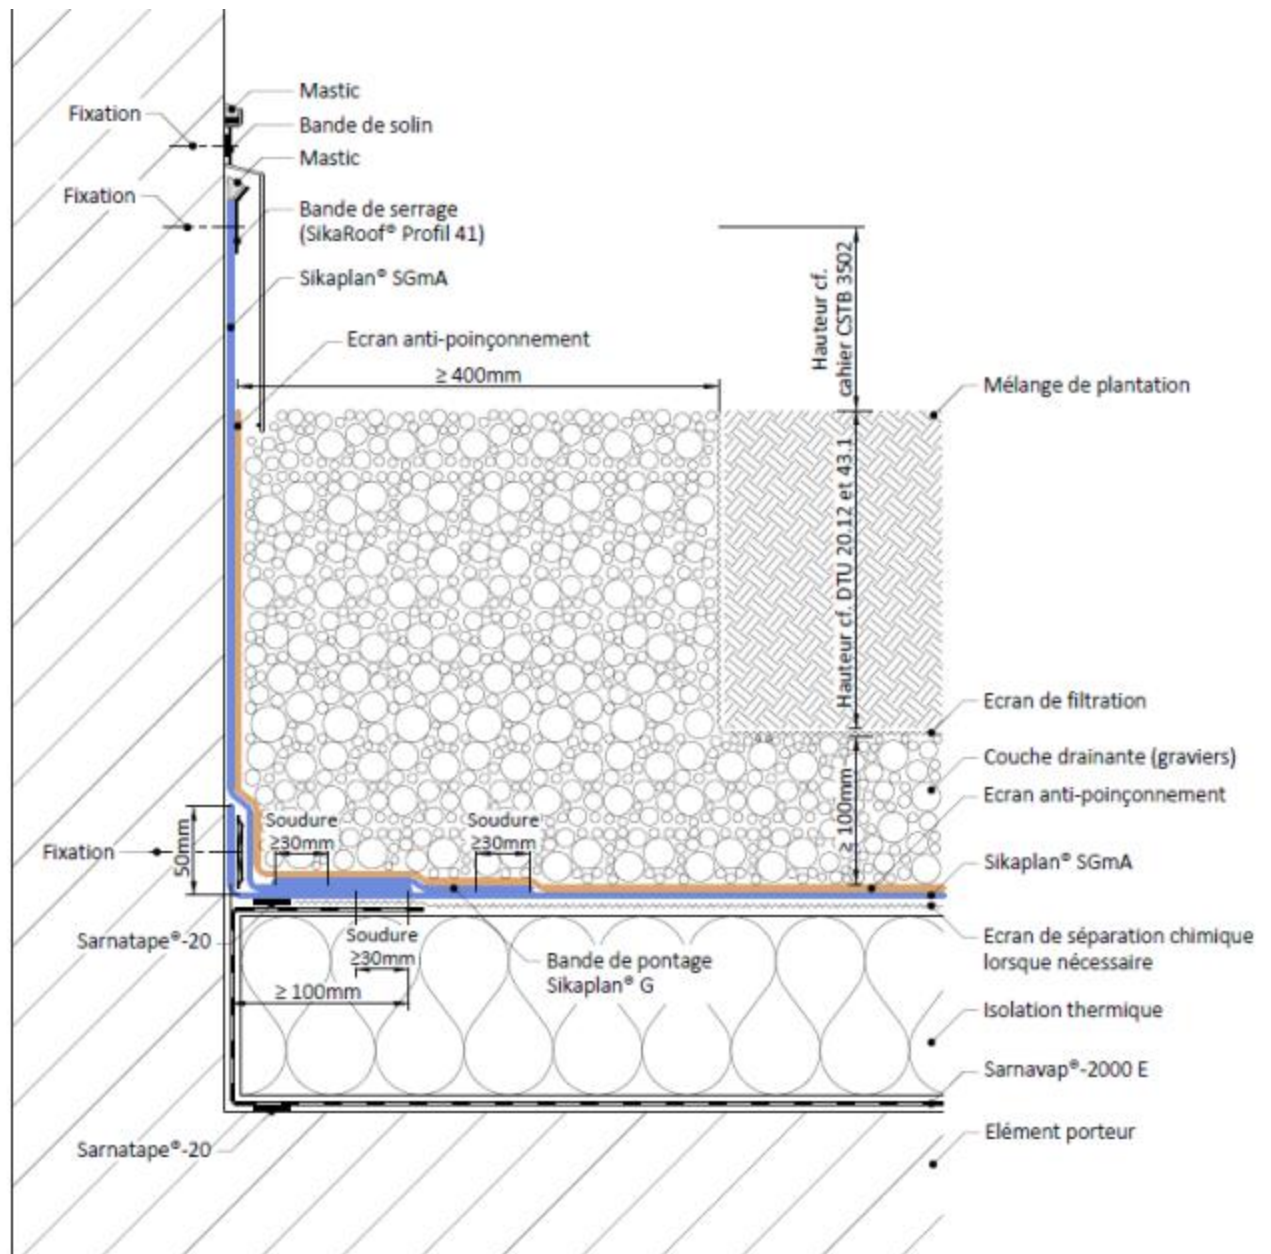 Mastic
Fixation
Bande de solin
Mastic
Fixation
Bande de serrage
(SikaRoof® Profil 41)
Sikaplan® SGmA
Ecran anti-poinçonnement
≥ 400mm
Hauteur cf.
cahier CSTB 3502
Mélange de plantation
Hauteur cf. DTU 20.12 et 43.1
Ecran de filtration
Couche drainante (graviers)
Ecran anti-poinçonnement
≥ 100mm
Soudure
≥30mm
Soudure
≥30mm
50mm
Fixation
Sikaplan® SGmA
Sarnatape®-20
Soudure
≥30mm
≥ 100mm
Bande de pontage
Sikaplan® G
Ecran de séparation chimique
lorsque nécessaire
Isolation thermique
Sarnavap®-2000 E
Sarnatape®-20
Elément porteur